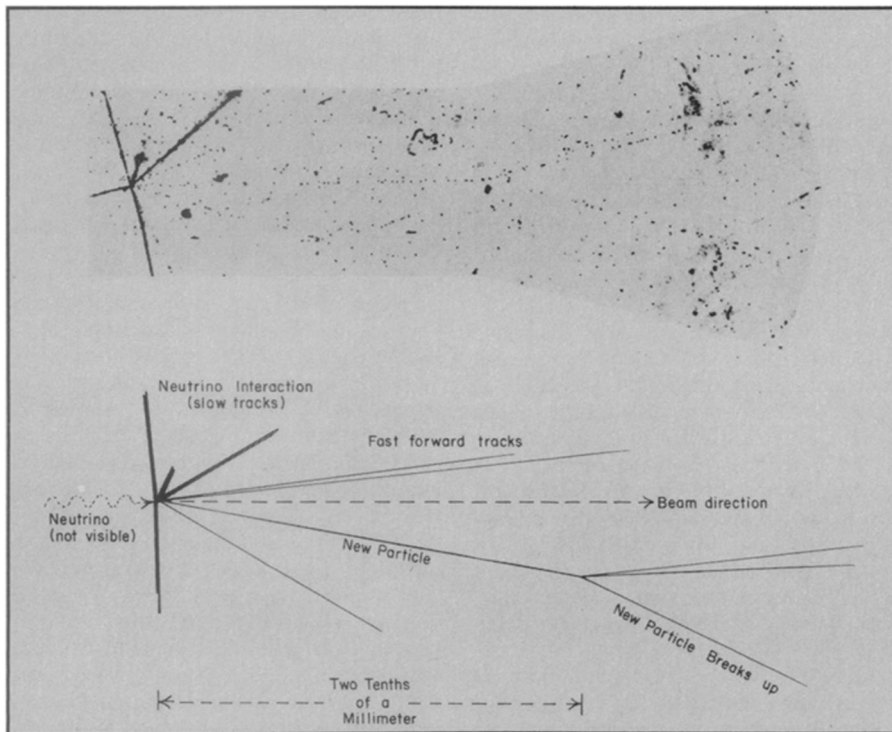 Neutrino Interaction
(slow tracks)
Fast forward tracks
Beam direction
Neutrino
(not visible)
New Particle
New Particle Breaks up
Two Tenths
of a
Millimeter